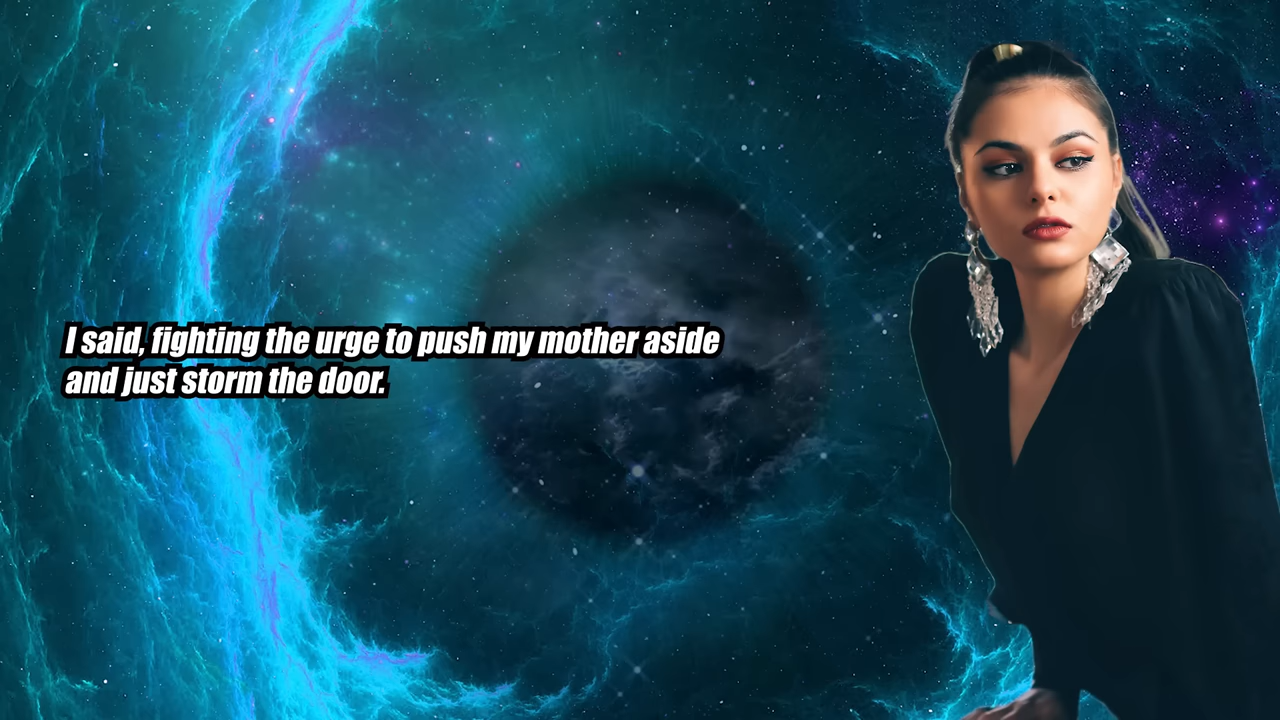 I said, fighting the urge to push my mother aside
and just storm the door.